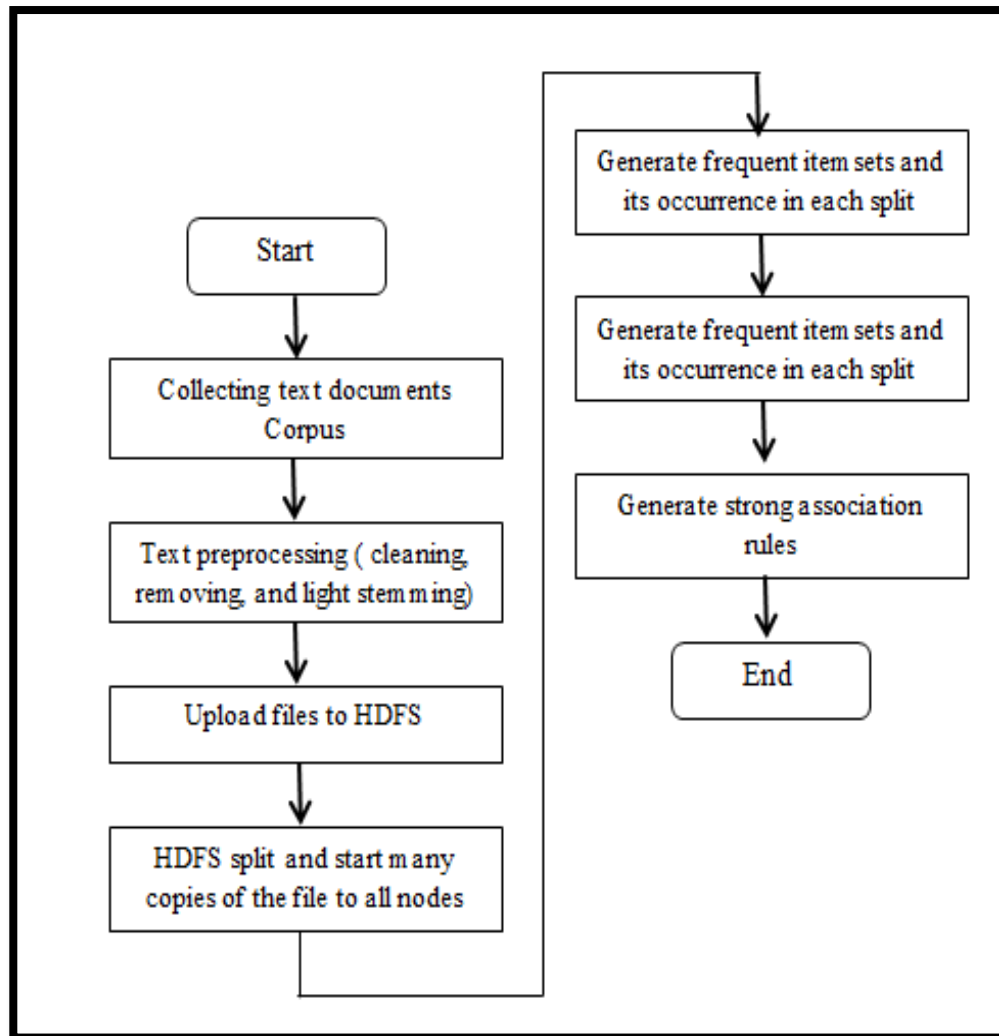 Start
Collecting text documents
Corpus
Text preprocessing ( cleaning,
removing, and light stemming)
Upload files to HDFS
HDFS split and start many
copies of the file to all nodes
Generate frequent item sets and
its occurrence in each split
Generate frequent item sets and
its occurrence in each split
Generate strong association
rules
End